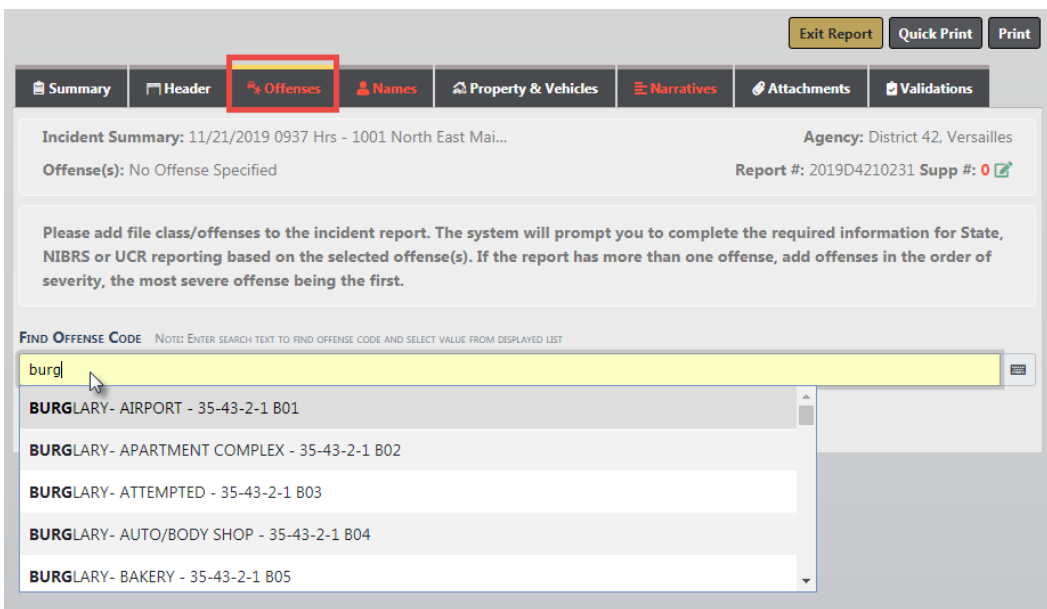 Exit Report Quick Print Print
Summary Header Offenses Names Property & Vehicles Narratives Attachments Validations
Incident Summary: 11/21/2019 0937 Hrs - 1001 North East Mai... Agency: District 42, Versailles
Offense(s): No Offense Specified Report #: 2019D4210231 Supp #: 0
Please add file class/offenses to the incident report. The system will prompt you to complete the required information for State,
NIBRS or UCR reporting based on the selected offense(s). If the report has more than one offense, add offenses in the order of
severity, the most severe offense being the first.
FIND OFFENSE CODE NOTE: ENTER SEARCH TEXT TO FIND OFFENSE CODE AND SELECT VALUE FROM DISPLAYED LIST
burg
BURGLARY- AIRPORT - 35-43-2-1 B01
BURGLARY- APARTMENT COMPLEX - 35-43-2-1 B02
BURGLARY- ATTEMPTED - 35-43-2-1 B03
BURGLARY- AUTO/BODY SHOP - 35-43-2-1 B04
BURGLARY- BAKERY - 35-43-2-1 B05